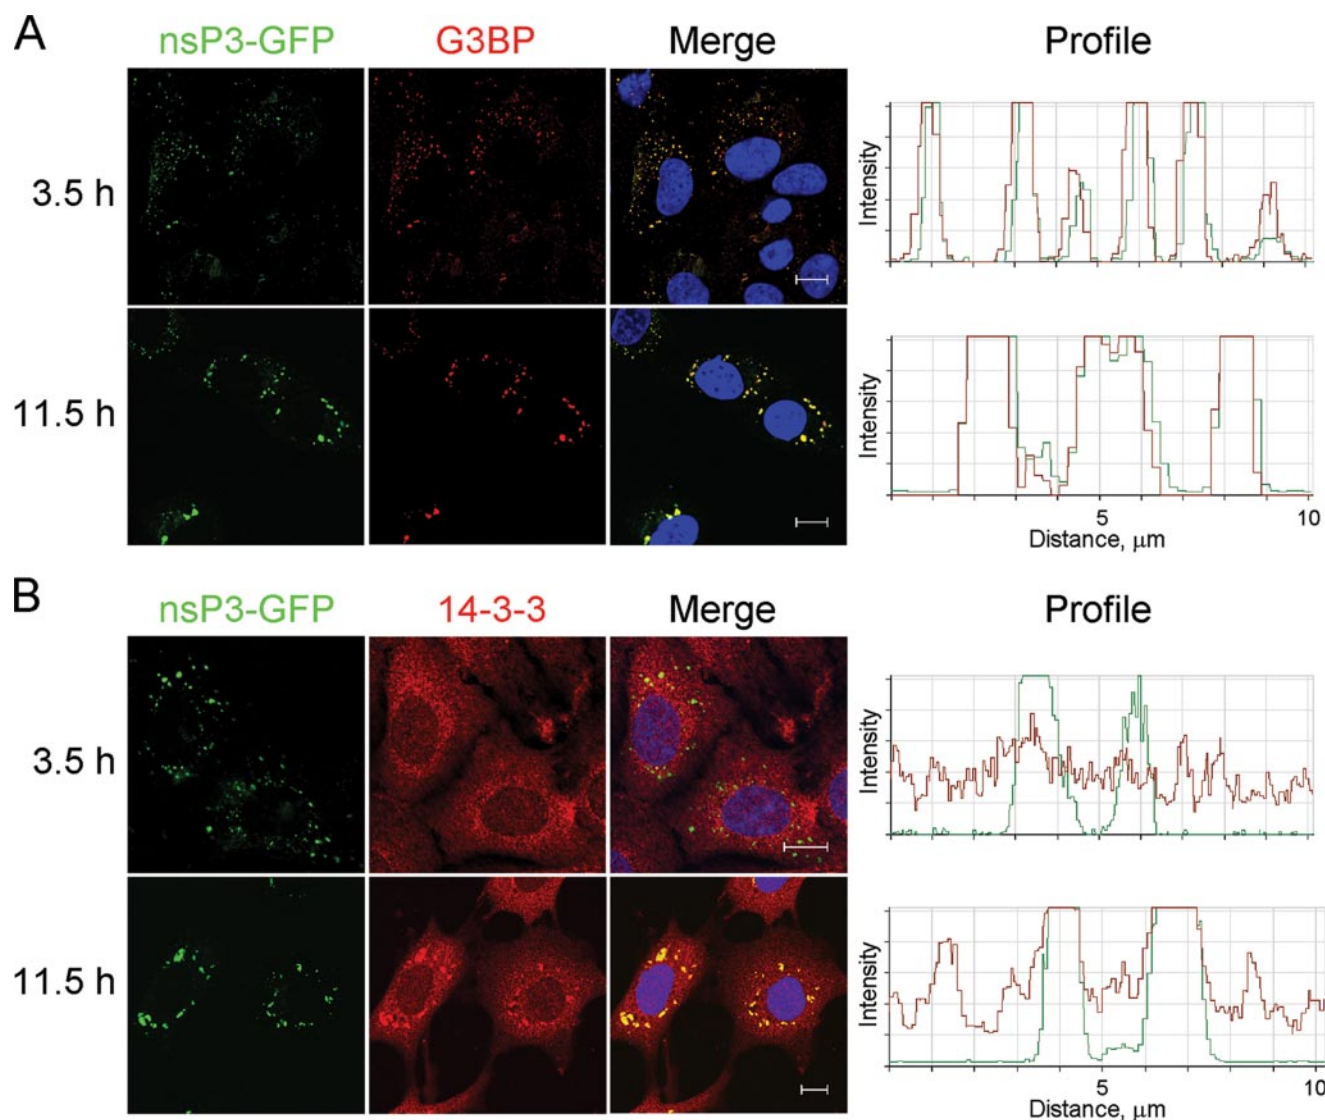 A
nsP3-GFP G3BP Merge Profile
3.5 h
Intensity
11.5 h
Intensity
5 10
Distance, μm
B
nsP3-GFP 14-3-3 Merge Profile
3.5 h
Intensity
11.5 h
Intensity
5 10
Distance, μm